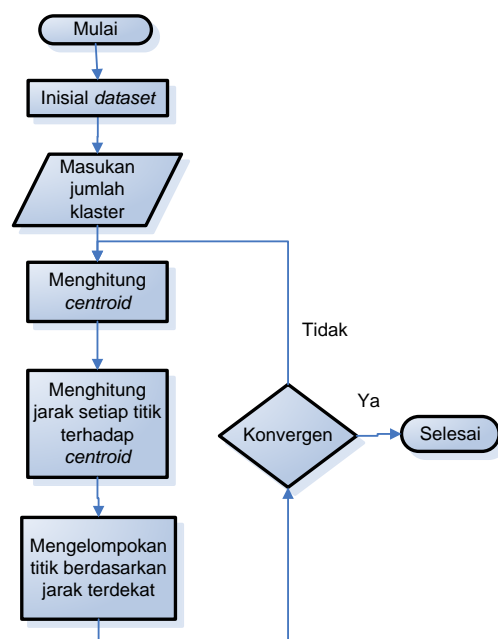 Mulai
Inisial dataset
Masukan
jumlah
klaster
Menghitung
centroid
Tidak
Menghitung
jarak setiap titik
terhadap
centroid
Ya
Konvergen
Selesai
Mengelompokan
titik berdasarkan
jarak terdekat